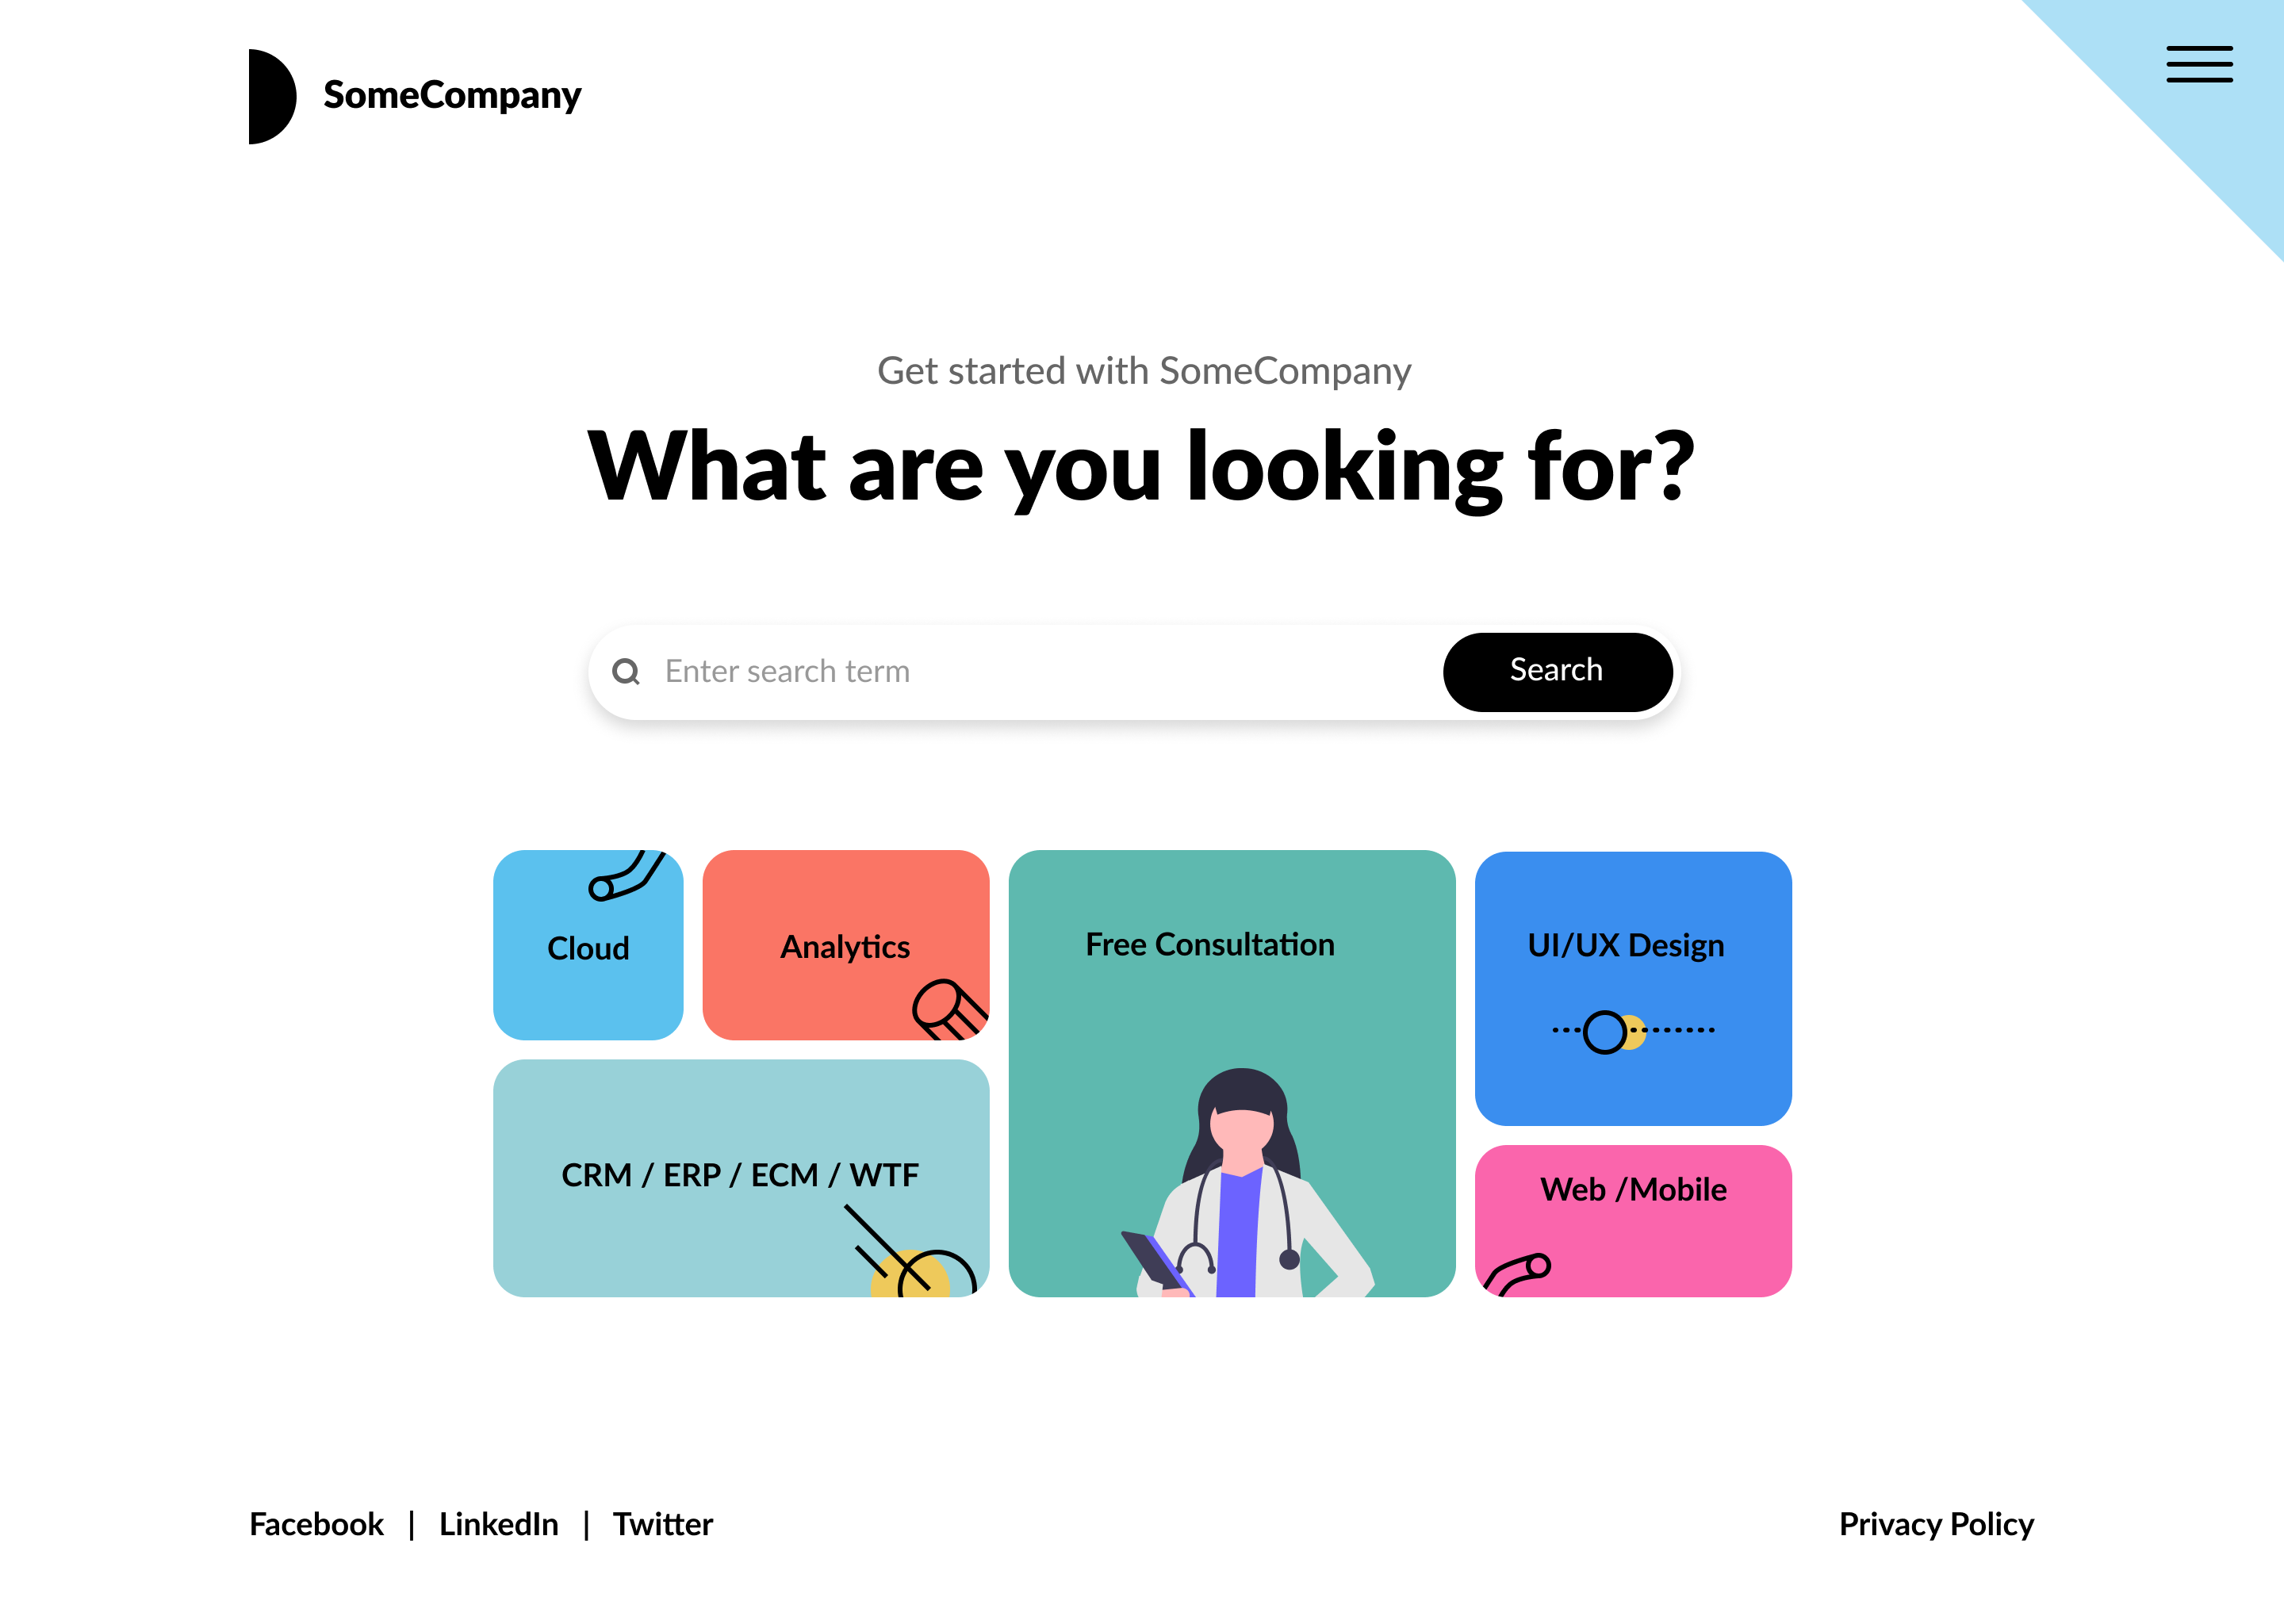 SomeCompany
Get started with SomeCompany
What are you looking for?
Enter search term
Search
Cloud
Analytics
Free Consultation
UI/UX Design
CRM / ERP / ECM / WTF
Web /Mobile
Facebook | LinkedIn | Twitter
Privacy Policy